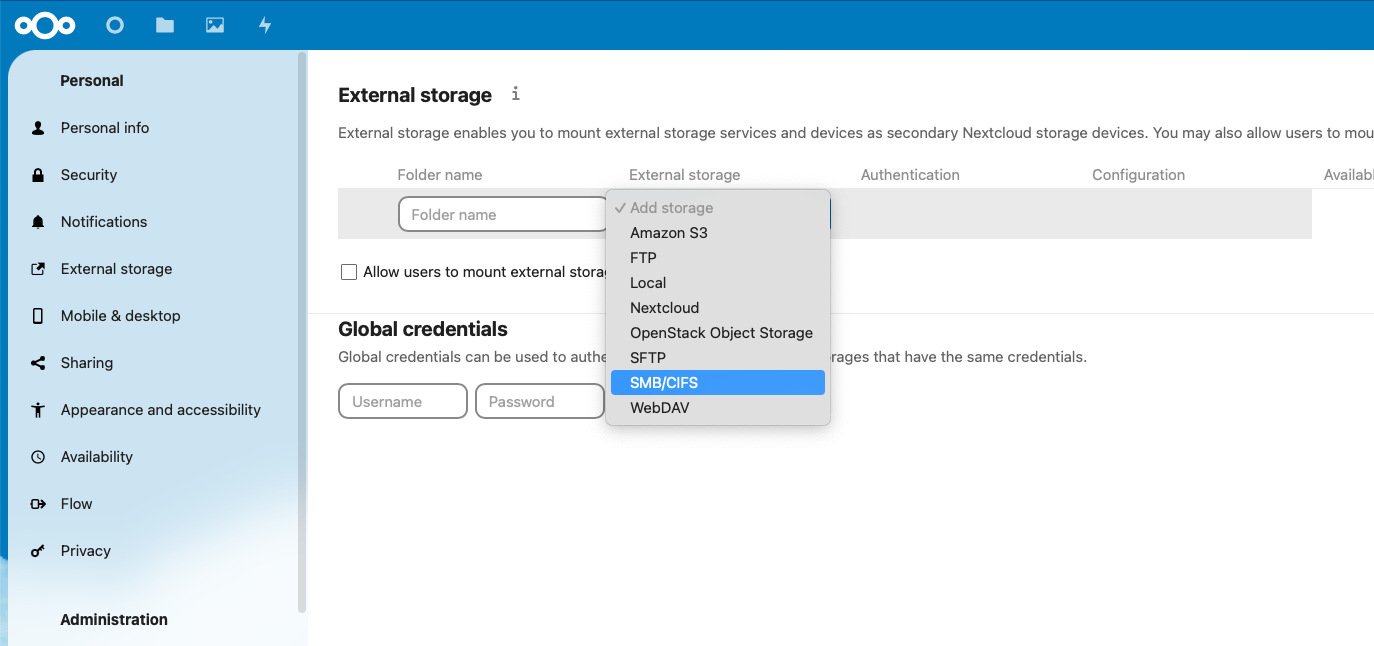 Personal
Personal info
Security
Notifications
External storage
Mobile & desktop
Sharing
Appearance and accessibility
Availability
Flow
Privacy
Administration
External storage
External storage enables you to mount external storage services and devices as secondary Nextcloud storage devices. You may also allow users to mou
Folder name External storage Authentication Configuration Availabl
Folder name
Add storage
Amazon S3
FTP
Local
Nextcloud
OpenStack Object Storage
SFTP
SMB/CIFS
WebDAV
Allow users to mount external storag
Global credentials
Global credentials can be used to authe rages that have the same credentials.
Username Password